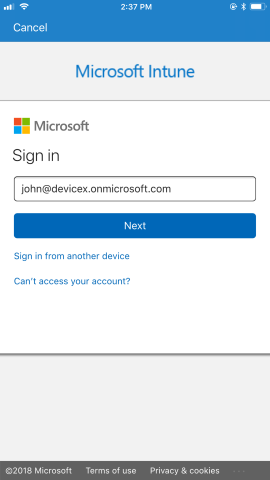 2:37 PM
Cancel
Microsoft Intune
Microsoft
Sign in
john@devicex.onmicrosoft.com
Next
Sign in from another device
Can't access your account?
©2018 Microsoft Terms of use Privacy & cookies ...